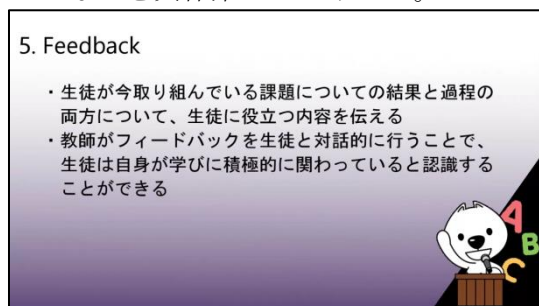 5. Feedback
・生徒が今取り組んでいる課題についての結果と過程の
両方について、生徒に役立つ内容を伝える
・教師がフィードバックを生徒と対話的に行うことで、
生徒は自身が学びに積極的に関わっていると認識する
ことができる
A
B
C